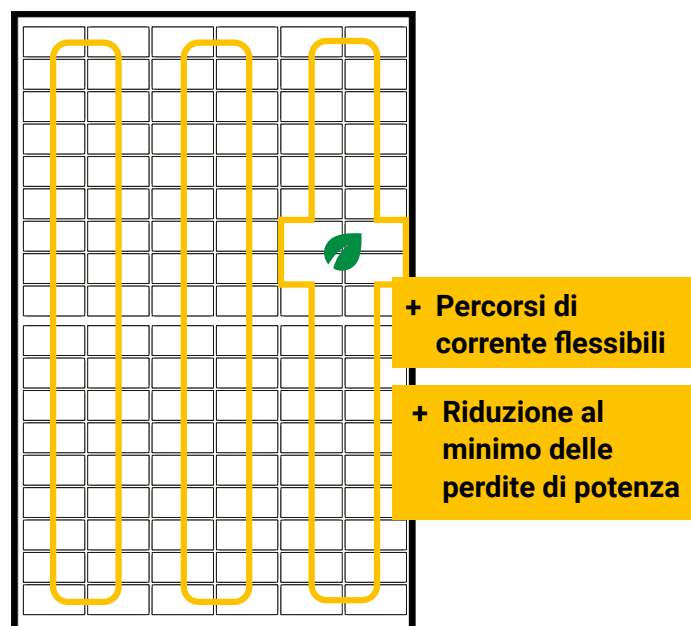 + Percorsi di
corrente flessibili
+ Riduzione al
minimo delle
perdite di potenza